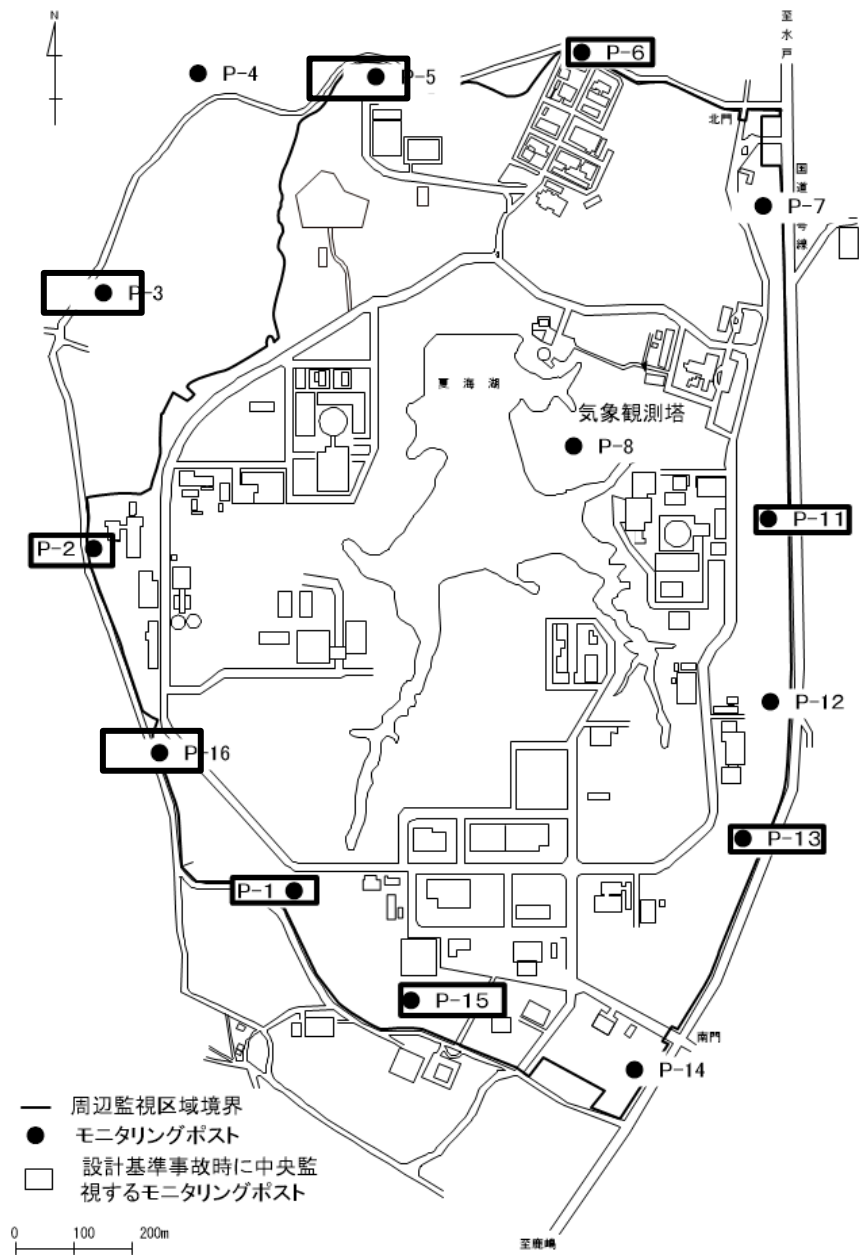 N
至水戸
P-4
P-5
P-6
北門
国道
号線
P-7
P-3
夏海湖
気象観測塔
P-8
P-11
P-2
P-12
P-16
P-13
P-1
P-15
南門
P-14
周辺監視区域境界
モニタリングポスト
設計基準事故時に中央監
視するモニタリングポスト
0 100 200m
至鹿嶋